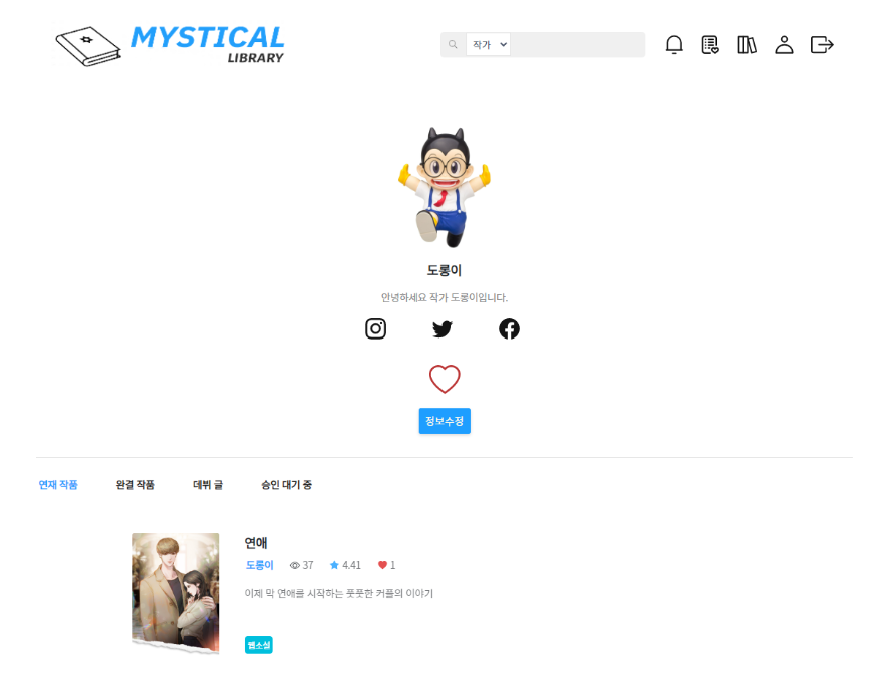 MYSTICAL
LIBRARY
작가
도롱이
안녕하세요 작가 도롱이입니다.
정보수정
연재 작품 완결 작품 데뷔 글 승인 대기 중
연애
도롱이 37 4.41 1
이제 막 연애를 시작하는 풋풋한 커플의 이야기
웹소설